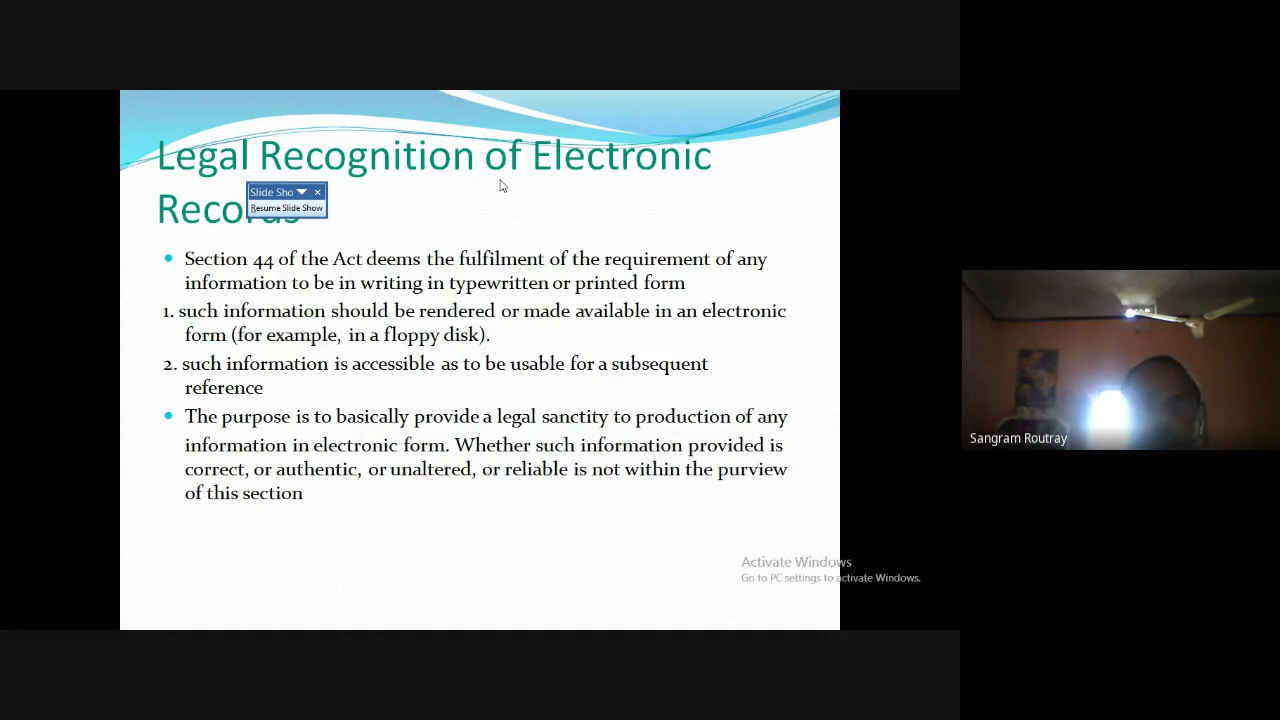 Legal Recognition of Electronic
Records
Slide Sho
Resume Slide Show
• Section 44 of the Act deems the fulfilment of the requirement of any
information to be in writing in typewritten or printed form
1. such information should be rendered or made available in an electronic
form (for example, in a floppy disk).
2. such information is accessible as to be usable for a subsequent
reference
• The purpose is to basically provide a legal sanctity to production of any
information in electronic form. Whether such information provided is
correct, or authentic, or unaltered, or reliable is not within the purview
of this section
Activate Windows
Go to PC settings to activate Windows.
Sangram Routray